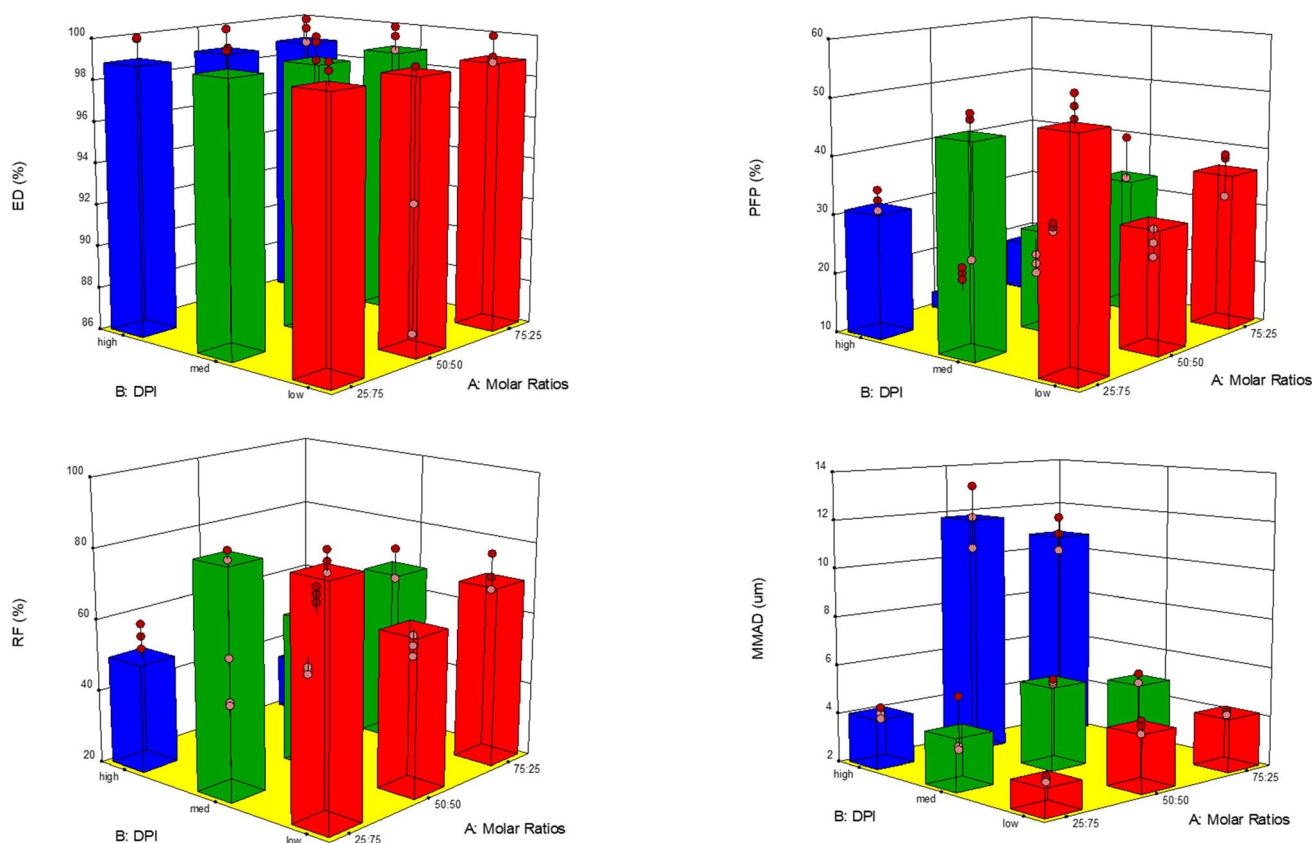 100
98
96
94
92
90
88
86
ED (%)
high
med
low
25:75
50:50
75:25
B: DPI
A: Molar Ratios
60
50
40
30
20
10
PFP (%)
high
med
low
25:75
50:50
75:25
B: DPI
A: Molar Ratios
100
80
60
40
20
RF (%)
high
med
low
25:75
50:50
75:25
B: DPI
A: Molar Ratios
14
12
10
8
6
4
2
MMAD (um)
high
med
low
25:75
50:50
75:25
B: DPI
A: Molar Ratios